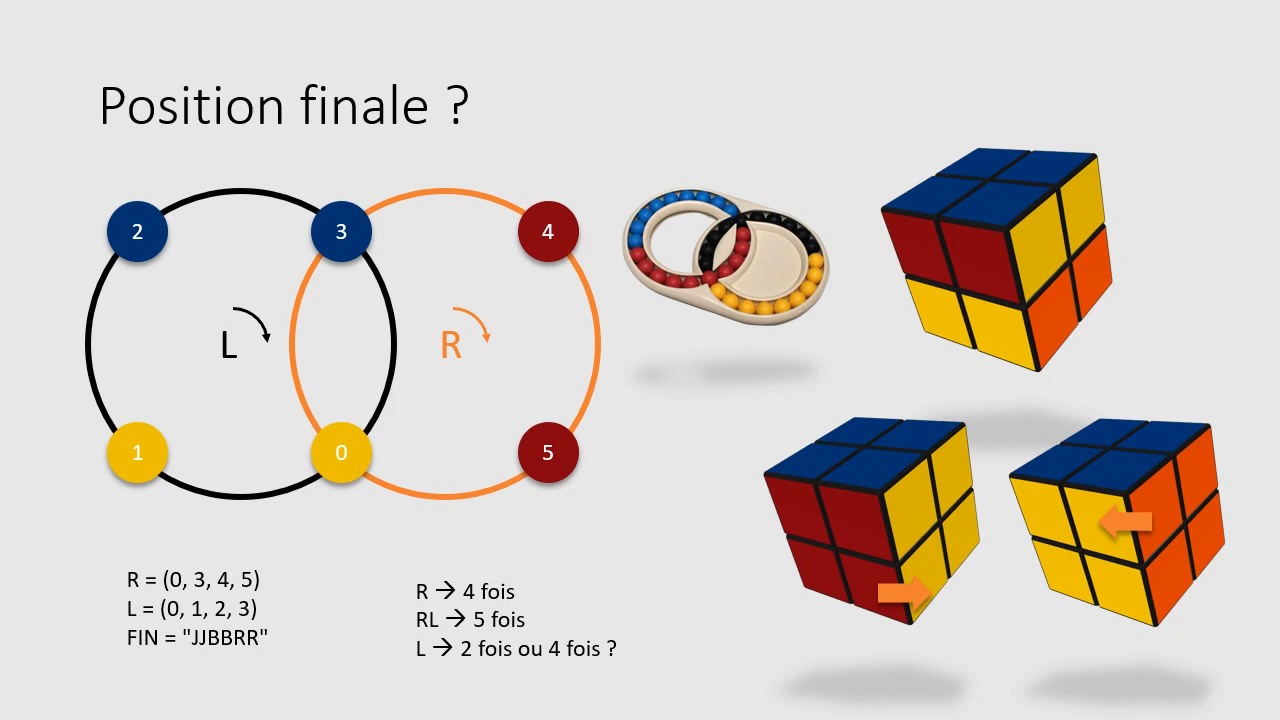 Position finale ?
2
3
4
L
R
1
0
5
R = (0, 3, 4, 5)
L = (0, 1, 2, 3)
FIN = "JJBBRR"
R → 4 fois
RL → 5 fois
L → 2 fois ou 4 fois ?